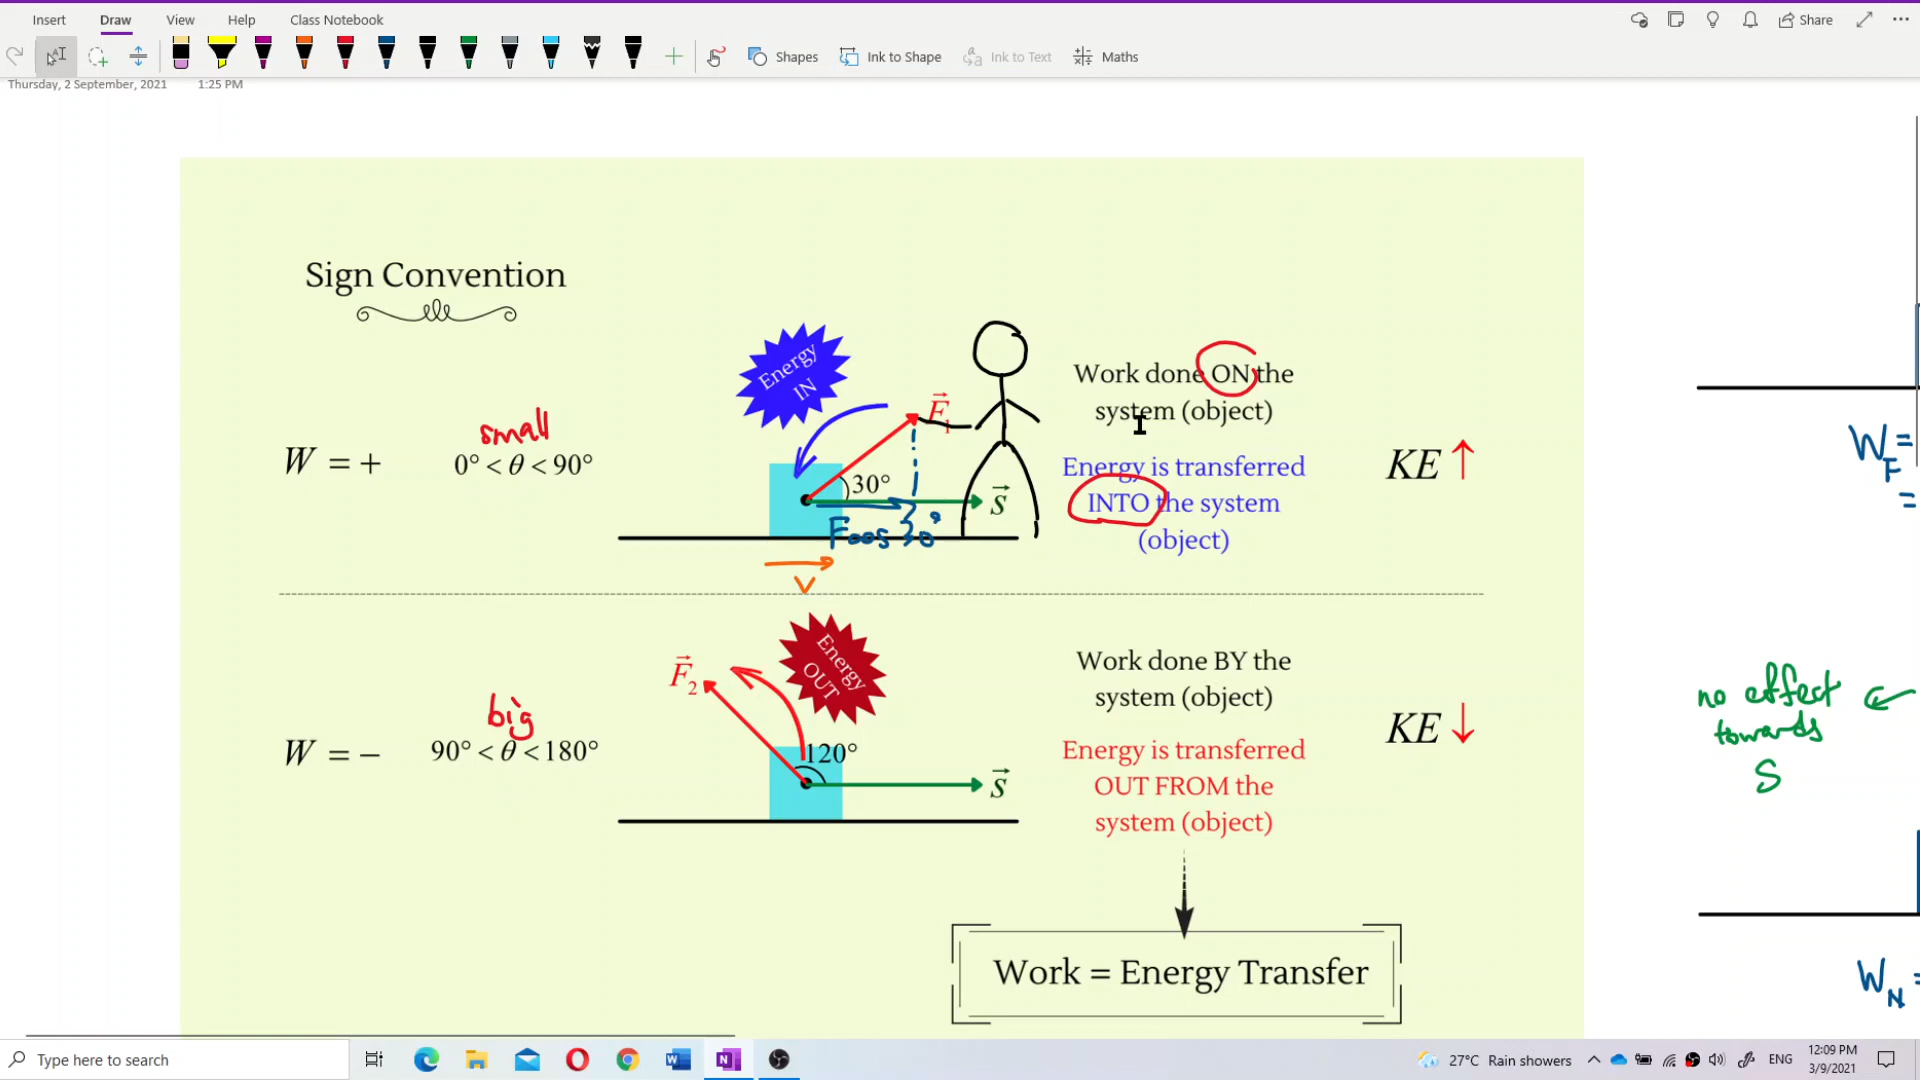 Insert Draw View Help Class Notebook Share
Shapes Ink to Shape Ink to Text Maths
Thursday, 2 September, 2021 1:25 PM
Sign Convention
Energy
IN
F1
Work done ON the
system (object)
small
W = + 0° < θ < 90°
30°
s
Fcos 30°
v
Energy is transferred
INTO the system
(object)
KE ↑
WF =
=
Energy
OUT
F2
Work done BY the
system (object)
big
W = − 90° < θ < 180°
120°
s
Energy is transferred
OUT FROM the
system (object)
KE ↓
no effect
towards
S
Work = Energy Transfer
WN =
Type here to search
27°C Rain showers
ENG
12:09 PM
3/9/2021